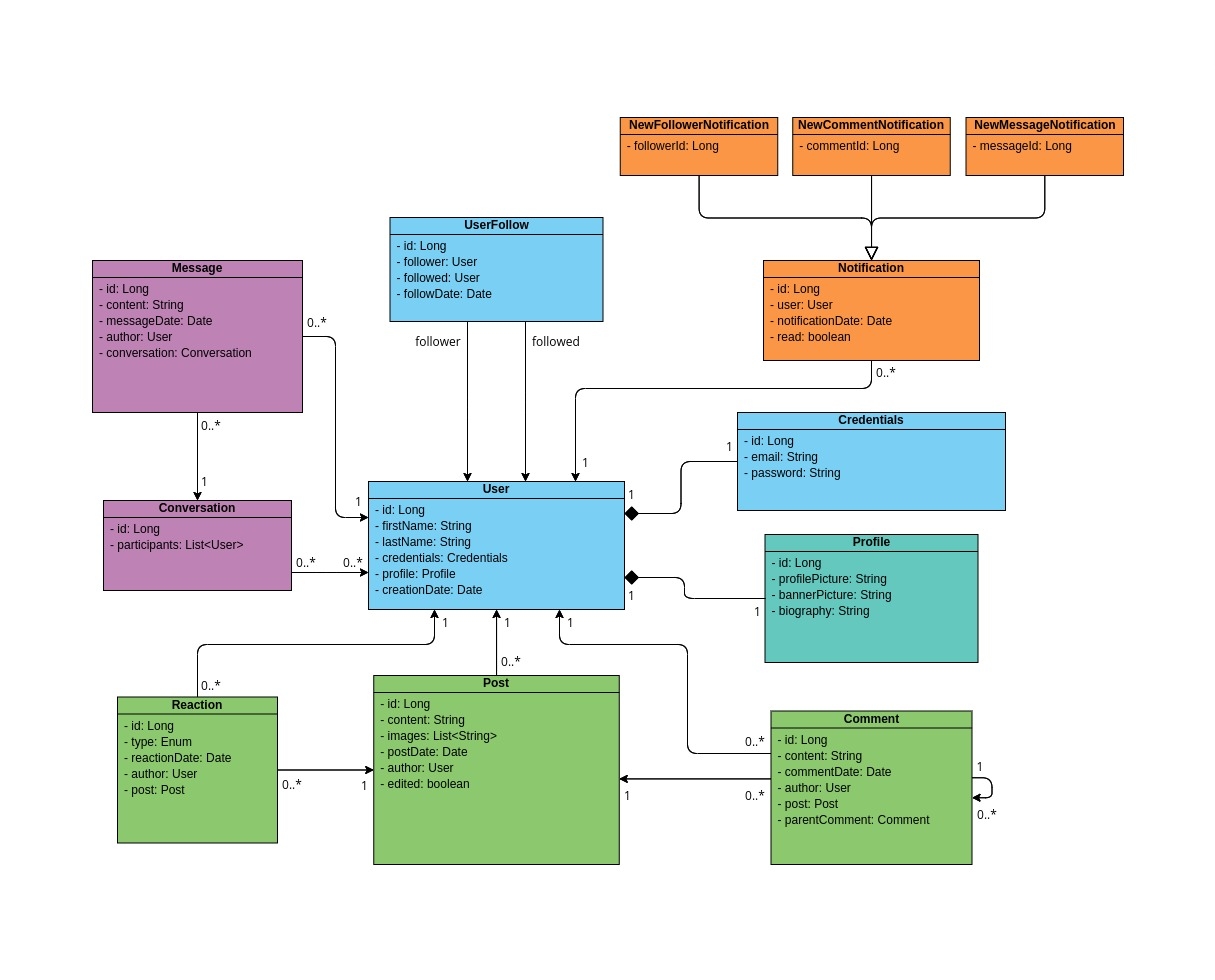 NewFollowerNotification
- followerId: Long
NewCommentNotification
- commentId: Long
NewMessageNotification
- messageId: Long
UserFollow
- id: Long
- follower: User
- followed: User
- followDate: Date
Message
- id: Long
- content: String
- messageDate: Date
- author: User
- conversation: Conversation
Notification
- id: Long
- user: User
- notificationDate: Date
- read: boolean
0..*
follower
followed
0..*
0..*
1
Credentials
- id: Long
- email: String
- password: String
1
1
1
1
Conversation
- id: Long
- participants: List<User>
0..*
0..*
User
- id: Long
- firstName: String
- lastName: String
- credentials: Credentials
- profile: Profile
- creationDate: Date
Profile
- id: Long
- profilePicture: String
- bannerPicture: String
- biography: String
1
1
1
1
1
0..*
0..*
Reaction
- id: Long
- type: Enum
- reactionDate: Date
- author: User
- post: Post
0..*
1
Post
- id: Long
- content: String
- images: List<String>
- postDate: Date
- author: User
- edited: boolean
1
0..*
0..*
Comment
- id: Long
- content: String
- commentDate: Date
- author: User
- post: Post
- parentComment: Comment
1
0..*